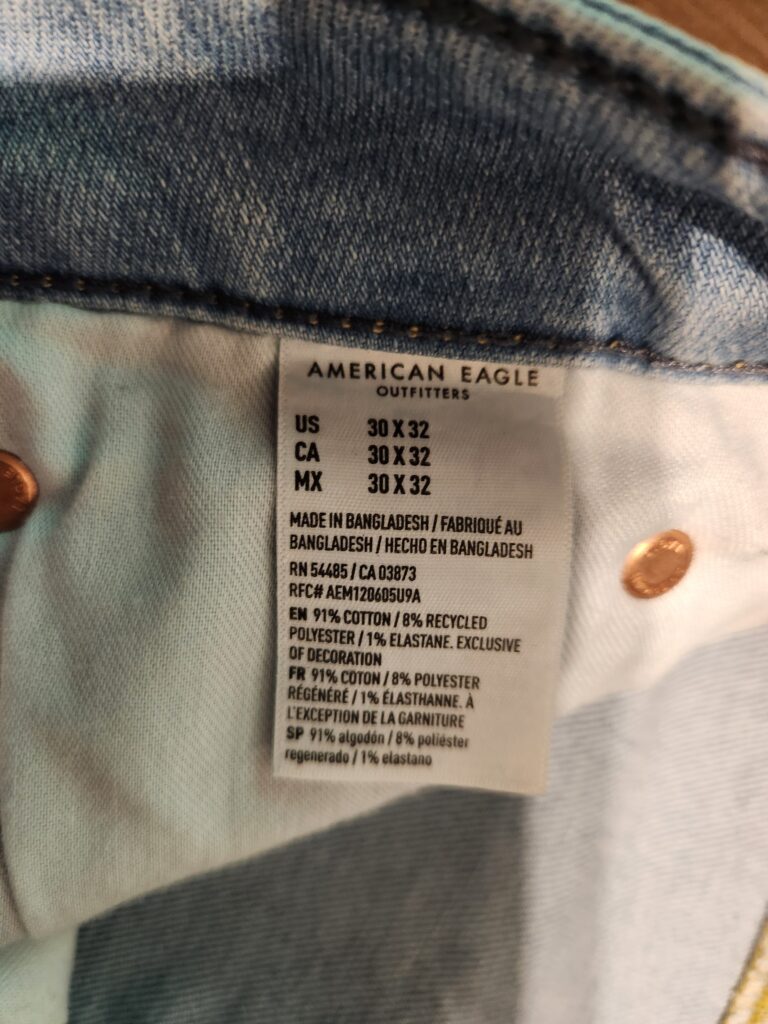 AMERICAN EAGLE
OUTFITTERS
US 30 X 32
CA 30 X 32
MX 30 X 32
MADE IN BANGLADESH / FABRIQUÉ AU
BANGLADESH / HECHO EN BANGLADESH
RN 54485 / CA 03873
RFC# AEM120605U9A
EN 91% COTTON / 8% RECYCLED
POLYESTER / 1% ELASTANE. EXCLUSIVE
OF DECORATION
FR 91% COTON / 8% POLYESTER
RÉGÉNÉRÉ / 1% ÉLASTHANNE. À
L'EXCEPTION DE LA GARNITURE
SP 91% algodón / 8% poliéster
regenerado / 1% elastano